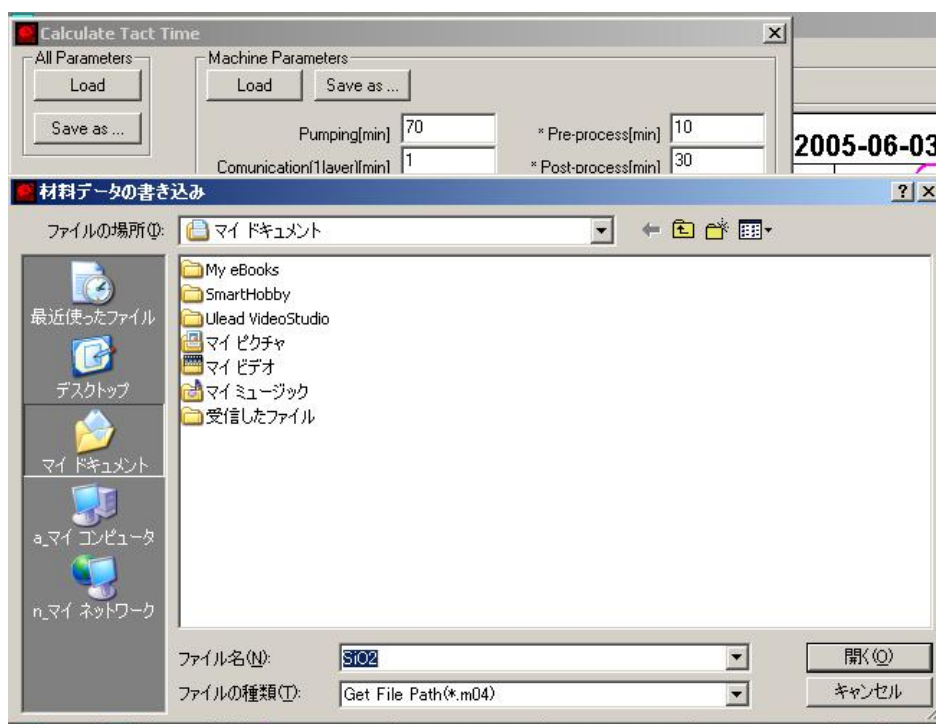 Calculate Tact Time
All Parameters
Machine Parameters
Load
Load
Save as ...
Save as ...
Pumping[min]
70
* Pre-process[min]
10
2005-06-03
Comunication[1layer][min]
1
* Post-process[min]
30
材料データの書き込み
ファイルの場所(I):
マイ ドキュメント
My eBooks
SmartHobby
Ulead VideoStudio
マイ ピクチャ
マイ ビデオ
マイ ミュージック
受信したファイル
最近使ったファイル
デスクトップ
マイ ドキュメント
a_マイ コンピュータ
n_マイ ネットワーク
ファイル名(N):
SiO2
開く(O)
ファイルの種類(T):
Get File Path(*.m04)
キャンセル